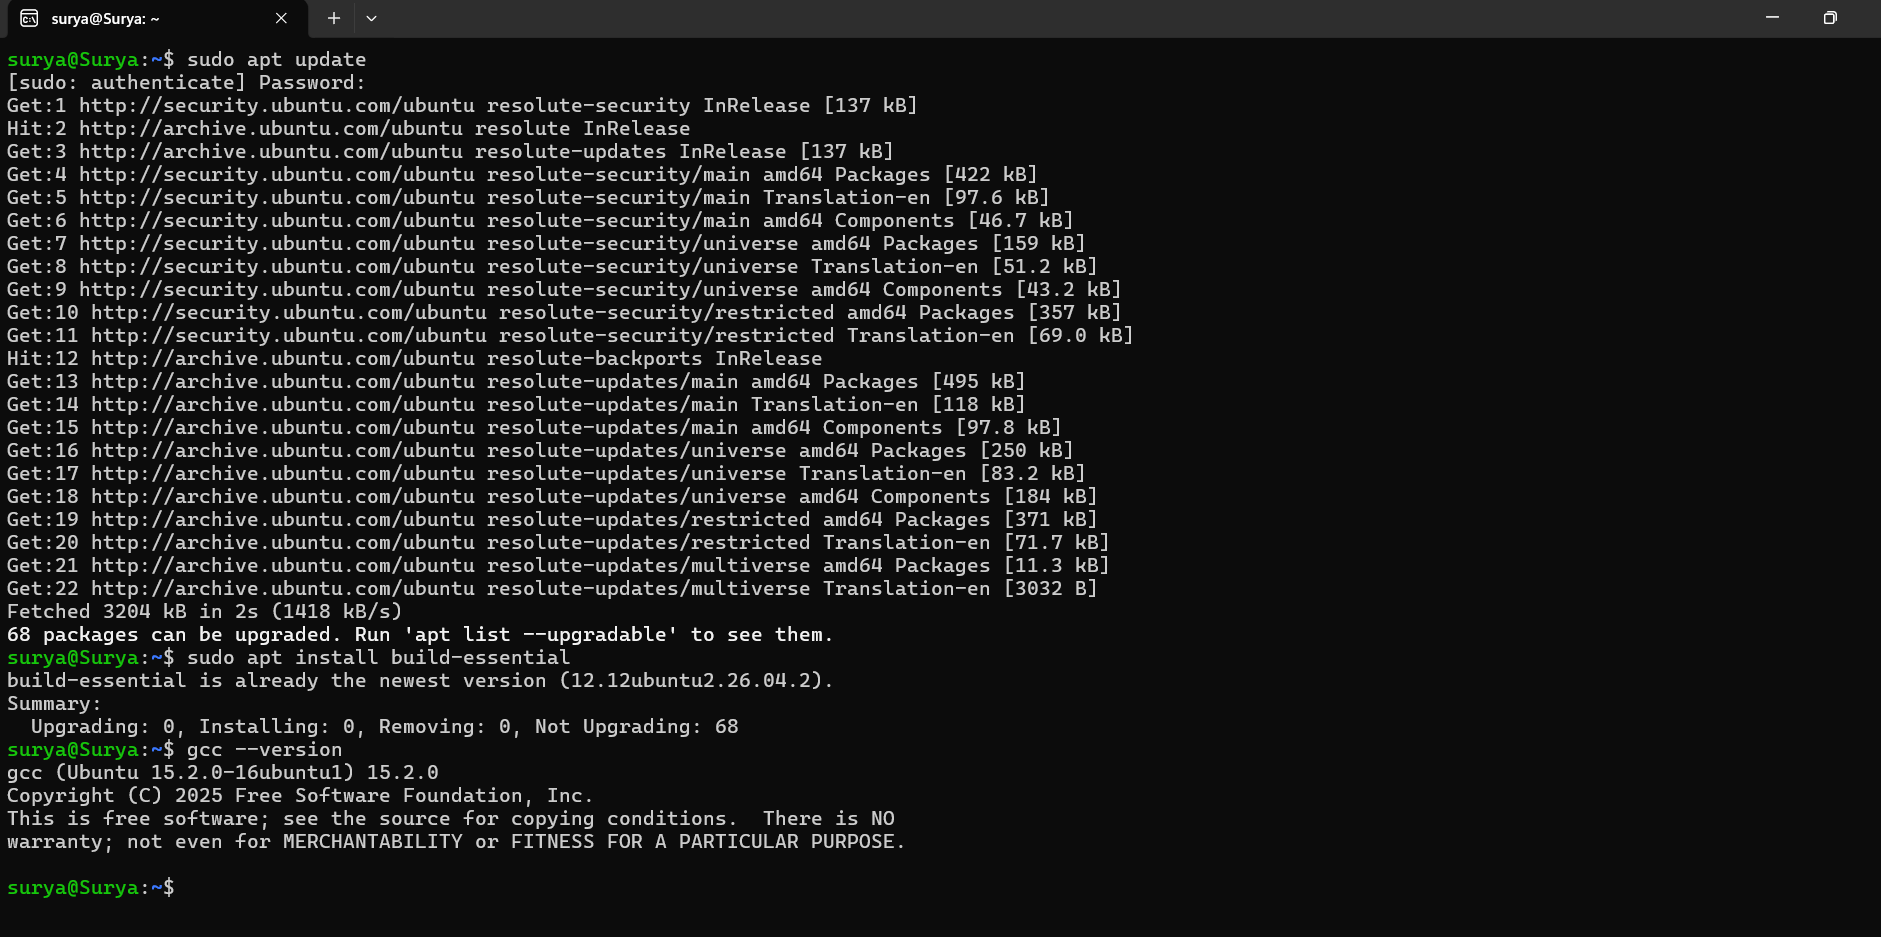 surya@Surya: ~
surya@Surya:~$ sudo apt update
[sudo: authenticate] Password:
Get:1 http://security.ubuntu.com/ubuntu resolute-security InRelease [137 kB]
Hit:2 http://archive.ubuntu.com/ubuntu resolute InRelease
Get:3 http://archive.ubuntu.com/ubuntu resolute-updates InRelease [137 kB]
Get:4 http://security.ubuntu.com/ubuntu resolute-security/main amd64 Packages [422 kB]
Get:5 http://security.ubuntu.com/ubuntu resolute-security/main Translation-en [97.6 kB]
Get:6 http://security.ubuntu.com/ubuntu resolute-security/main amd64 Components [46.7 kB]
Get:7 http://security.ubuntu.com/ubuntu resolute-security/universe amd64 Packages [159 kB]
Get:8 http://security.ubuntu.com/ubuntu resolute-security/universe Translation-en [51.2 kB]
Get:9 http://security.ubuntu.com/ubuntu resolute-security/universe amd64 Components [43.2 kB]
Get:10 http://security.ubuntu.com/ubuntu resolute-security/restricted amd64 Packages [357 kB]
Get:11 http://security.ubuntu.com/ubuntu resolute-security/restricted Translation-en [69.0 kB]
Hit:12 http://archive.ubuntu.com/ubuntu resolute-backports InRelease
Get:13 http://archive.ubuntu.com/ubuntu resolute-updates/main amd64 Packages [495 kB]
Get:14 http://archive.ubuntu.com/ubuntu resolute-updates/main Translation-en [118 kB]
Get:15 http://archive.ubuntu.com/ubuntu resolute-updates/main amd64 Components [97.8 kB]
Get:16 http://archive.ubuntu.com/ubuntu resolute-updates/universe amd64 Packages [250 kB]
Get:17 http://archive.ubuntu.com/ubuntu resolute-updates/universe Translation-en [83.2 kB]
Get:18 http://archive.ubuntu.com/ubuntu resolute-updates/universe amd64 Components [184 kB]
Get:19 http://archive.ubuntu.com/ubuntu resolute-updates/restricted amd64 Packages [371 kB]
Get:20 http://archive.ubuntu.com/ubuntu resolute-updates/restricted Translation-en [71.7 kB]
Get:21 http://archive.ubuntu.com/ubuntu resolute-updates/multiverse amd64 Packages [11.3 kB]
Get:22 http://archive.ubuntu.com/ubuntu resolute-updates/multiverse Translation-en [3032 B]
Fetched 3204 kB in 2s (1418 kB/s)
68 packages can be upgraded. Run 'apt list --upgradable' to see them.
surya@Surya:~$ sudo apt install build-essential
build-essential is already the newest version (12.12ubuntu2.26.04.2).
Summary:
  Upgrading: 0, Installing: 0, Removing: 0, Not Upgrading: 68
surya@Surya:~$ gcc --version
gcc (Ubuntu 15.2.0-16ubuntu1) 15.2.0
Copyright (C) 2025 Free Software Foundation, Inc.
This is free software; see the source for copying conditions.  There is NO
warranty; not even for MERCHANTABILITY or FITNESS FOR A PARTICULAR PURPOSE.
surya@Surya:~$